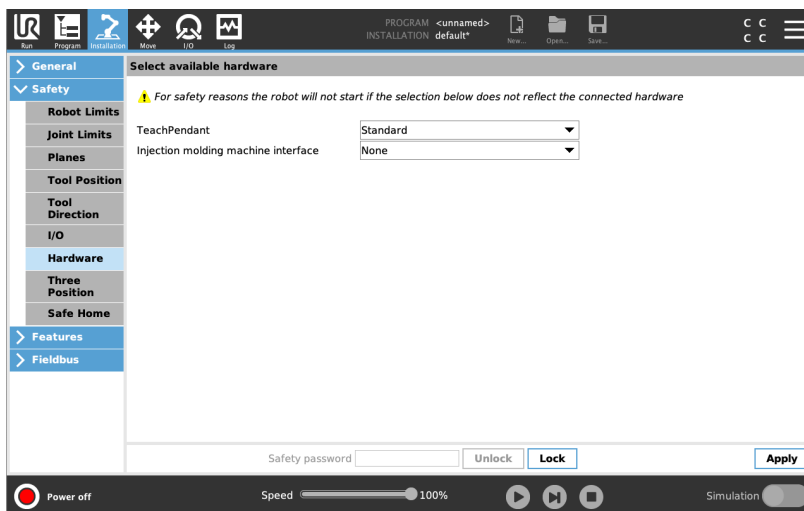 UR
Run
Program
Installation
Move
I/O
Log
PROGRAM <unnamed>
INSTALLATION default*
New...
Open...
Save...
C C
C C
General
Safety
Robot Limits
Joint Limits
Planes
Tool Position
Tool
Direction
I/O
Hardware
Three
Position
Safe Home
Features
Fieldbus
Select available hardware
For safety reasons the robot will not start if the selection below does not reflect the connected hardware
TeachPendant Standard
Injection molding machine interface None
Safety password Unlock Lock Apply
Power off Speed 100% Simulation